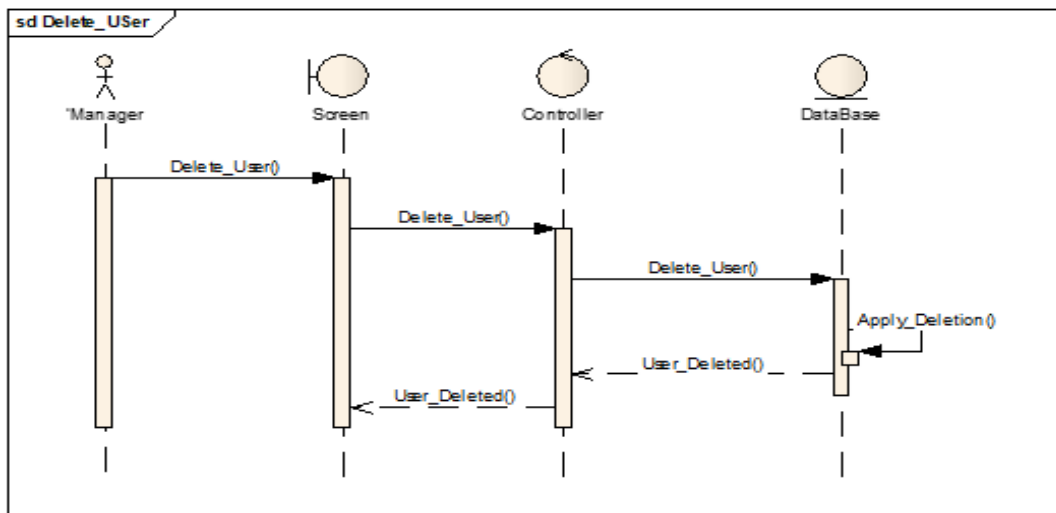 sd Delete_USer
"Manager
Screen
Controller
DataBase
Delete_User()
Delete_User()
Delete_User()
Apply_Deletion()
User_Deleted()
User_Deleted()